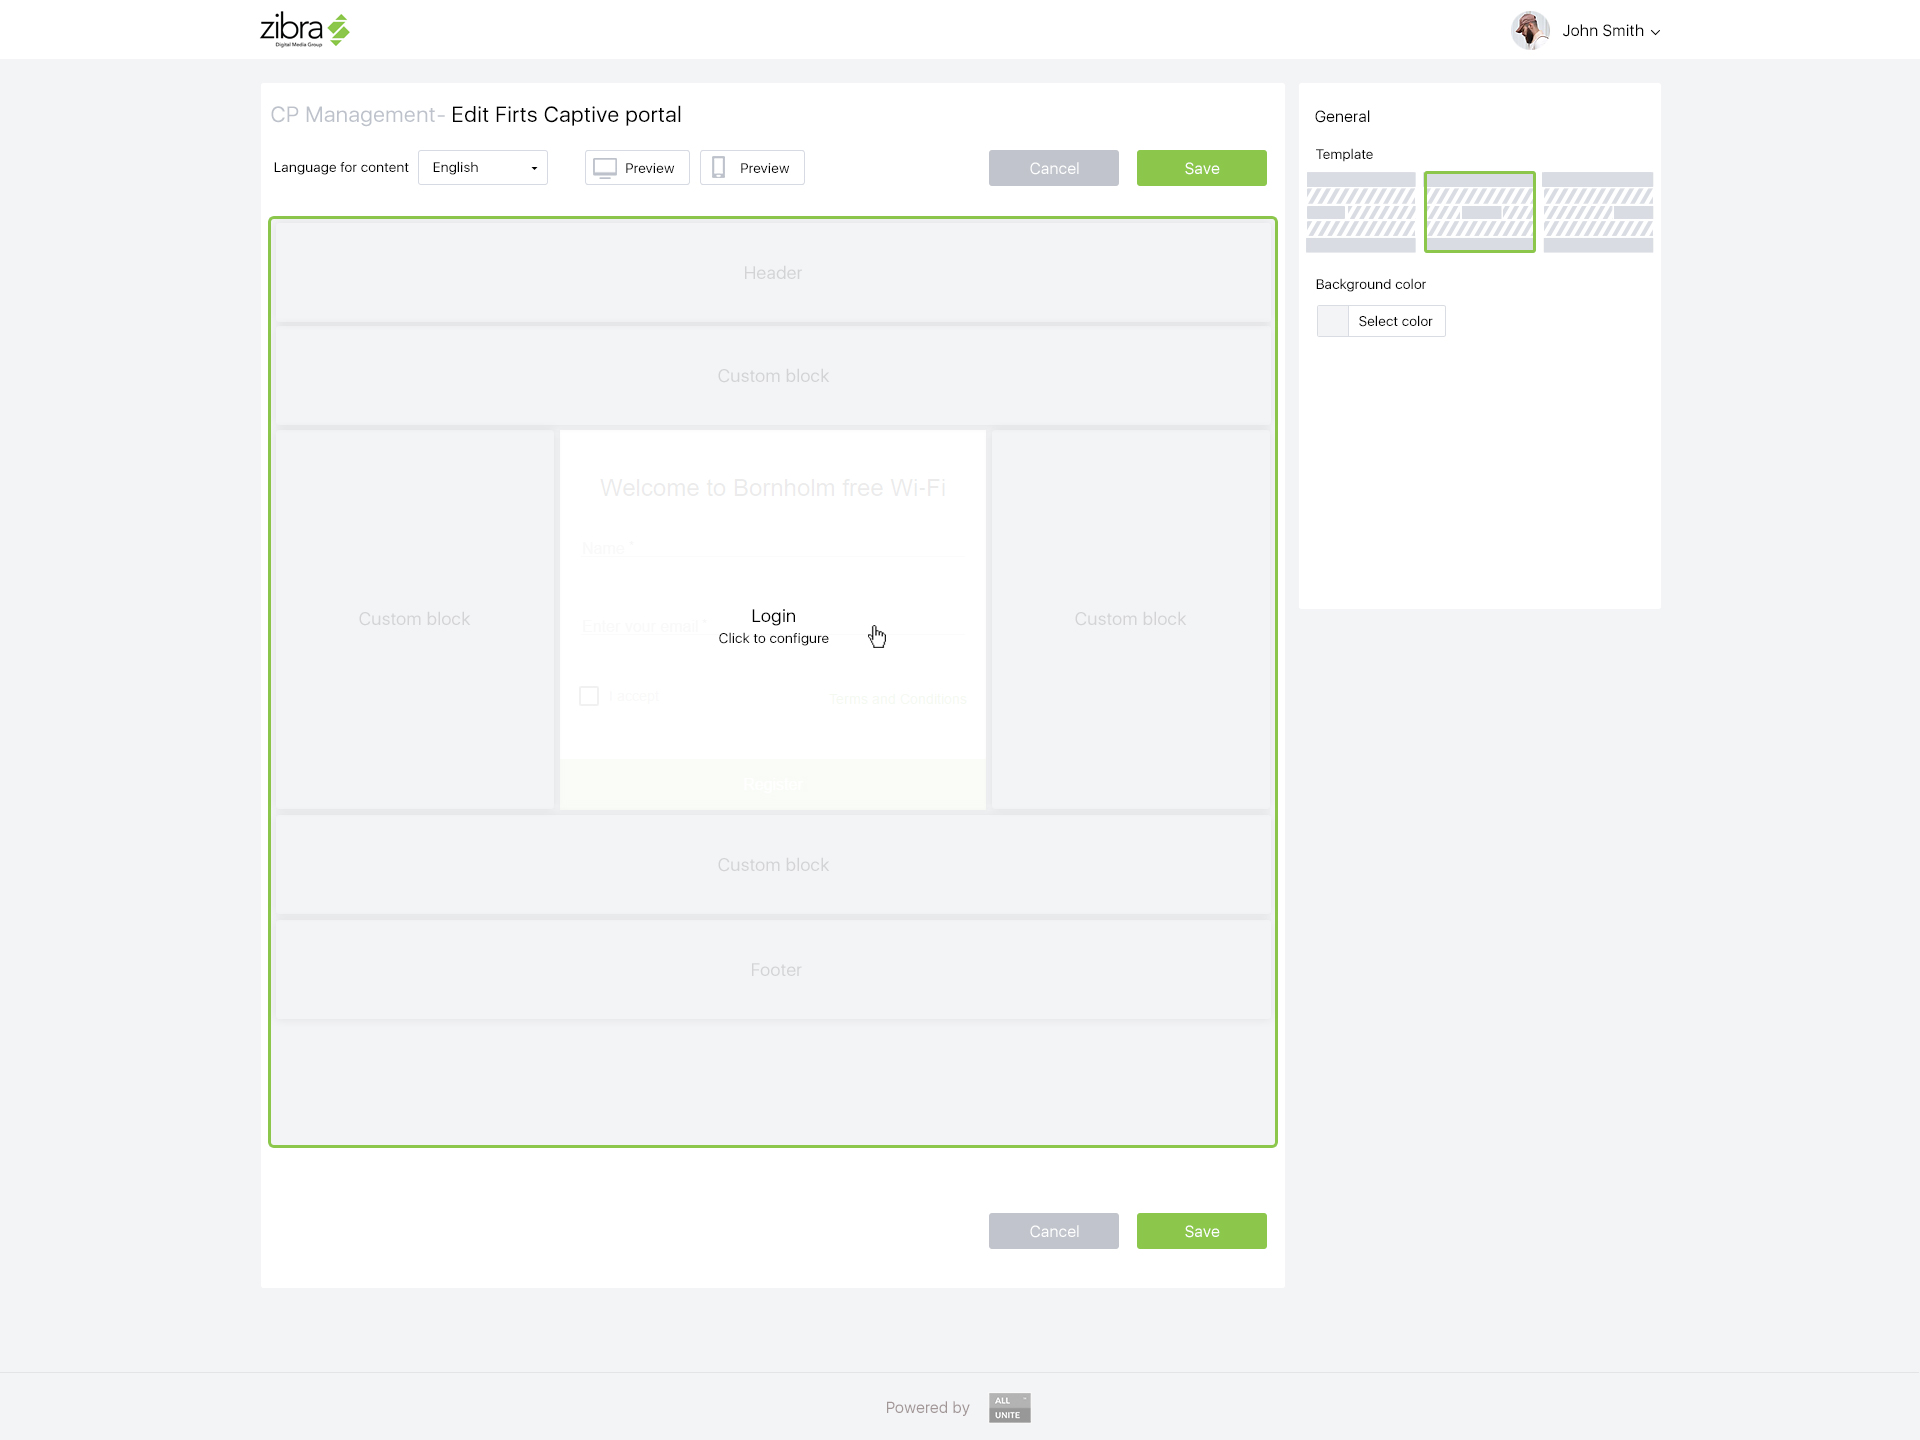 zibra
Digital Media Group
John Smith
CP Management- Edit Firts Captive portal
Language for content
English
Preview
Preview
Cancel
Save
General
Template
Background color
Select color
Header
Custom block
Custom block
Welcome to Bornholm free Wi-Fi
Name *
Enter your email *
Login
Click to configure
I accept
Terms and Conditions
Register
Custom block
Custom block
Footer
Cancel
Save
Powered by
ALL
UNITE